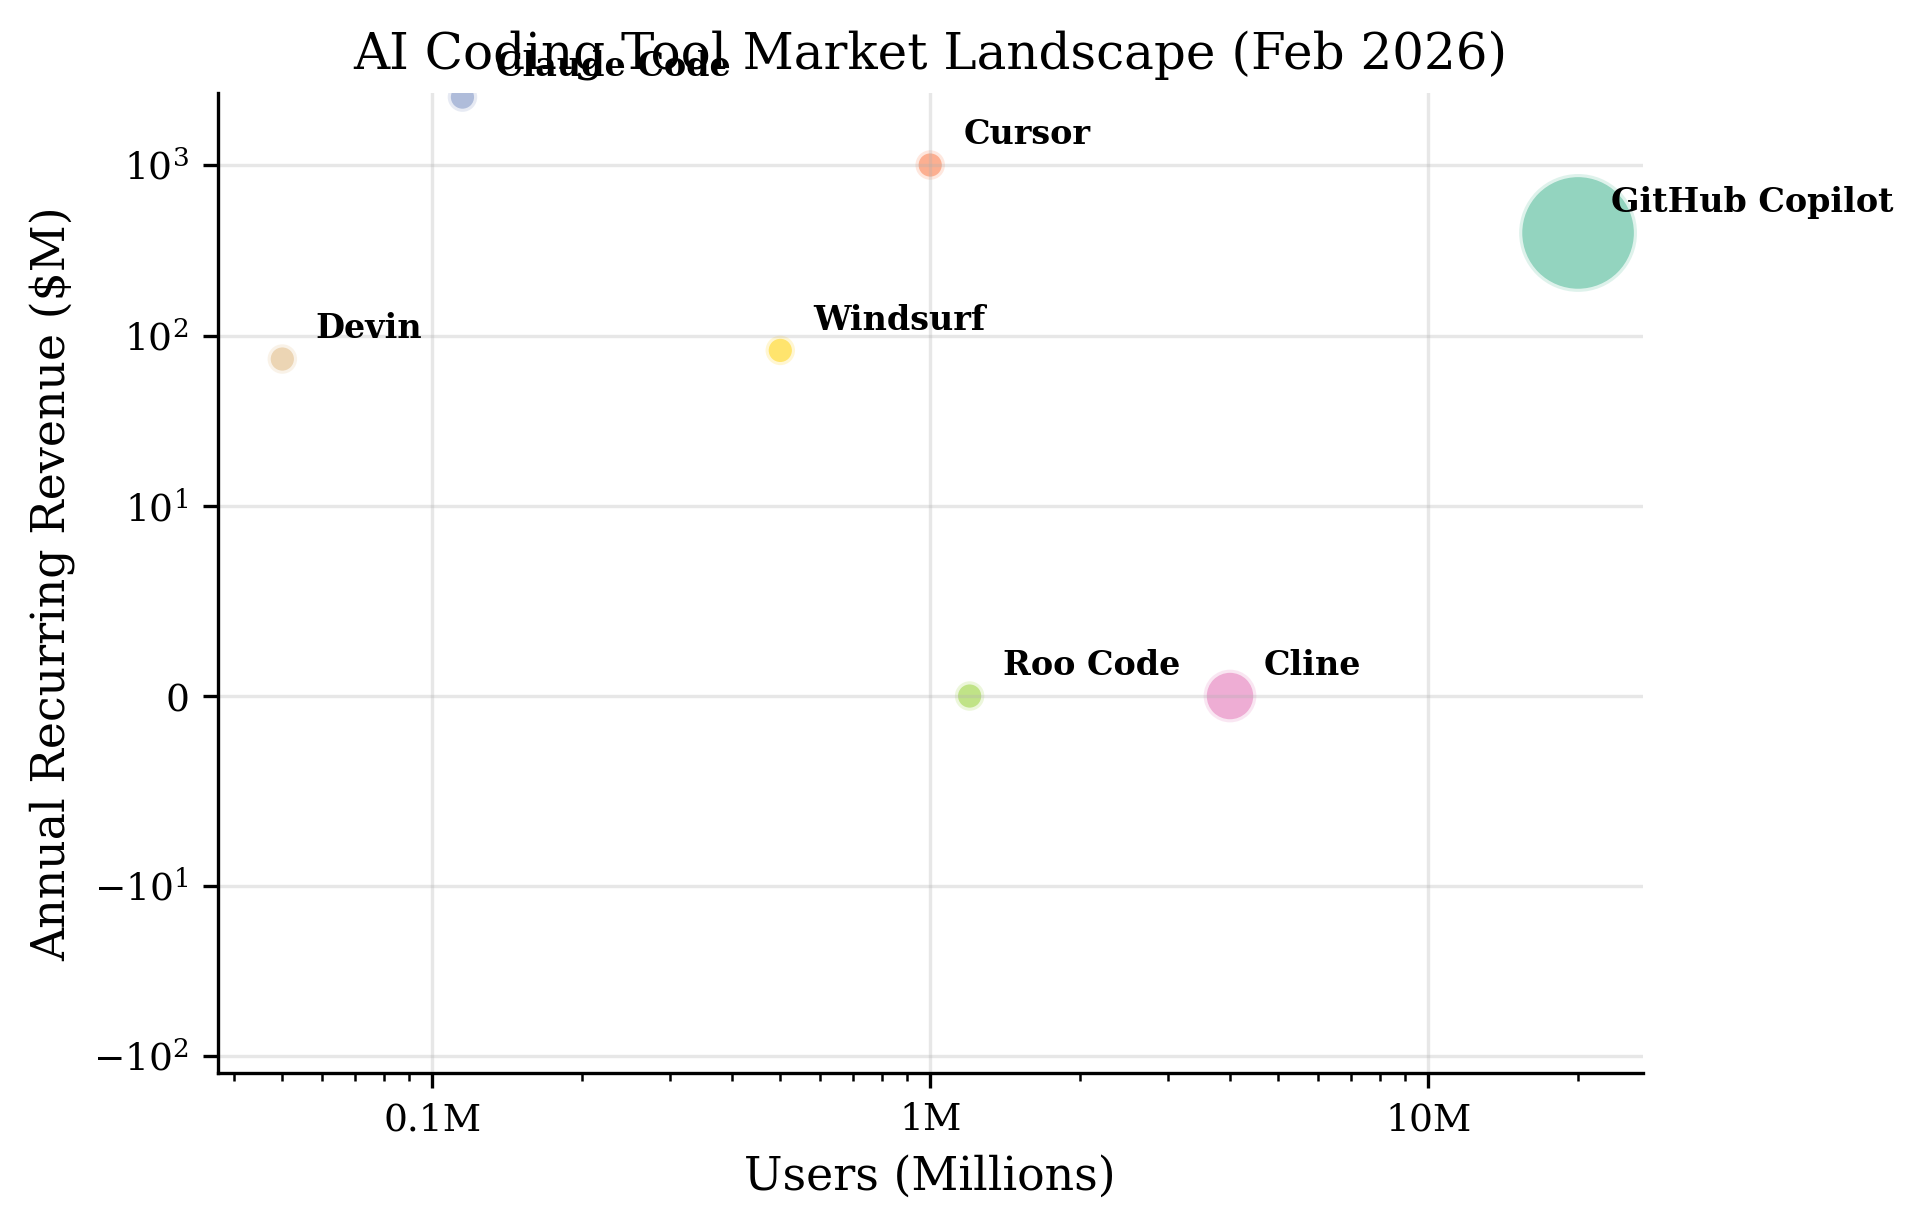 AI Coding Tool Market Landscape (Feb 2026)
Claude Code
Cursor
GitHub Copilot
Devin
Windsurf
Roo Code
Cline
Annual Recurring Revenue ($M)
10³
10²
10¹
0
−10¹
−10²
0.1M
1M
10M
Users (Millions)